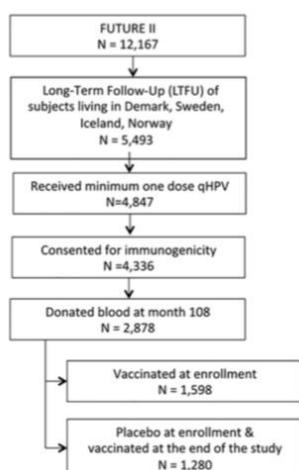 FUTURE II
N = 12,167
Long-Term Follow-Up (LTFU) of
subjects living in Demark, Sweden,
Iceland, Norway
N = 5,493
Received minimum one dose qHPV
N=4,847
Consented for immunogenicity
N =4,336
Donated blood at month 108
N = 2,878
Vaccinated at enrollment
N = 1,598
Placebo at enrollment &
vaccinated at the end of the study
N = 1,280